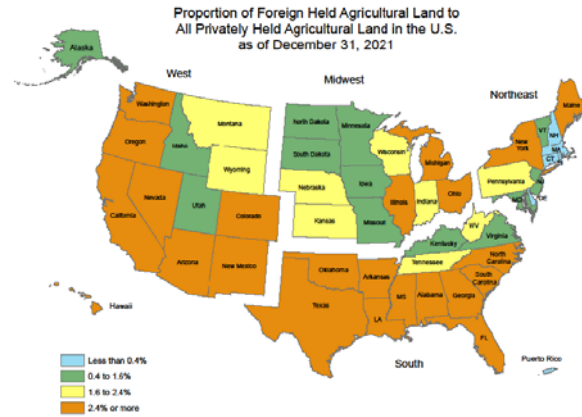 Proportion of Foreign Held Agricultural Land to
All Privately Held Agricultural Land in the U.S.
as of December 31, 2021
Alaska
West
Midwest
Northeast
Washington
Oregon
Idaho
Montana
Wyoming
Nevada
Utah
Colorado
California
Arizona
New Mexico
Hawaii
North Dakota
South Dakota
Nebraska
Kansas
Minnesota
Iowa
Missouri
Wisconsin
Illinois
Michigan
Indiana
Ohio
Maine
VT
NH
MA
CT
New
York
Pennsylvania
NJ
MD
DE
WV
Virginia
Kentucky
Tennessee
North
Carolina
South
Carolina
Oklahoma
Arkansas
Texas
LA
MS
Alabama
Georgia
FL
South
Puerto Rico
Less than 0.4%
0.4 to 1.6%
1.6 to 2.4%
2.4% or more